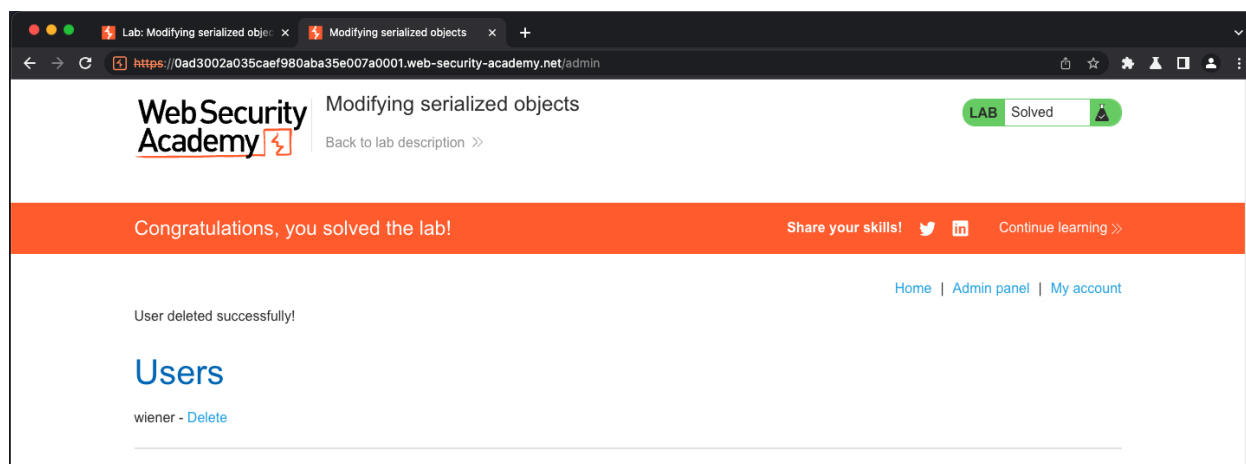 Lab: Modifying serialized objec
Modifying serialized objects
https://0ad3002a035caef980aba35e007a0001.web-security-academy.net/admin
Web Security
Academy
Modifying serialized objects
Back to lab description
LAB Solved
Congratulations, you solved the lab!
Share your skills!
Continue learning
Home | Admin panel | My account
User deleted successfully!
Users
wiener - Delete